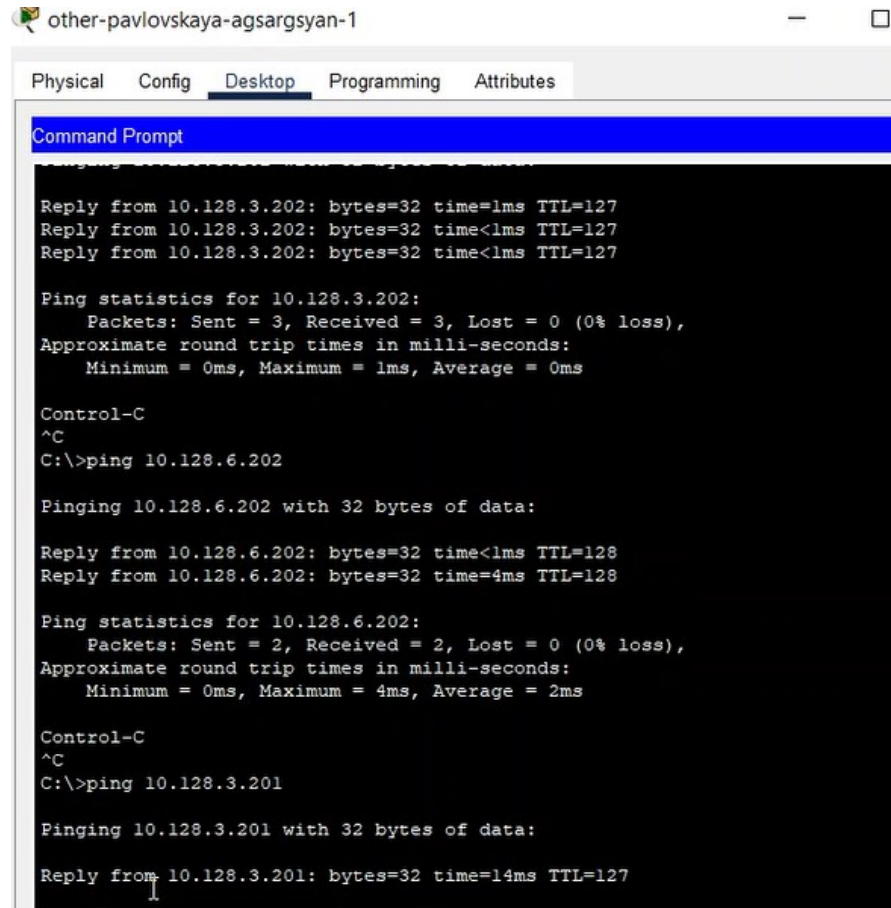 other-pavlovskaya-agsargsyan-1
Physical Config Desktop Programming Attributes
Command Prompt
Reply from 10.128.3.202: bytes=32 time=1ms TTL=127
Reply from 10.128.3.202: bytes=32 time<1ms TTL=127
Reply from 10.128.3.202: bytes=32 time<1ms TTL=127
Ping statistics for 10.128.3.202:
Packets: Sent = 3, Received = 3, Lost = 0 (0% loss),
Approximate round trip times in milli-seconds:
Minimum = 0ms, Maximum = 1ms, Average = 0ms
Control-C
^C
C:\>ping 10.128.6.202
Pinging 10.128.6.202 with 32 bytes of data:
Reply from 10.128.6.202: bytes=32 time<1ms TTL=128
Reply from 10.128.6.202: bytes=32 time=4ms TTL=128
Ping statistics for 10.128.6.202:
Packets: Sent = 2, Received = 2, Lost = 0 (0% loss),
Approximate round trip times in milli-seconds:
Minimum = 0ms, Maximum = 4ms, Average = 2ms
Control-C
^C
C:\>ping 10.128.3.201
Pinging 10.128.3.201 with 32 bytes of data:
Reply from 10.128.3.201: bytes=32 time=14ms TTL=127